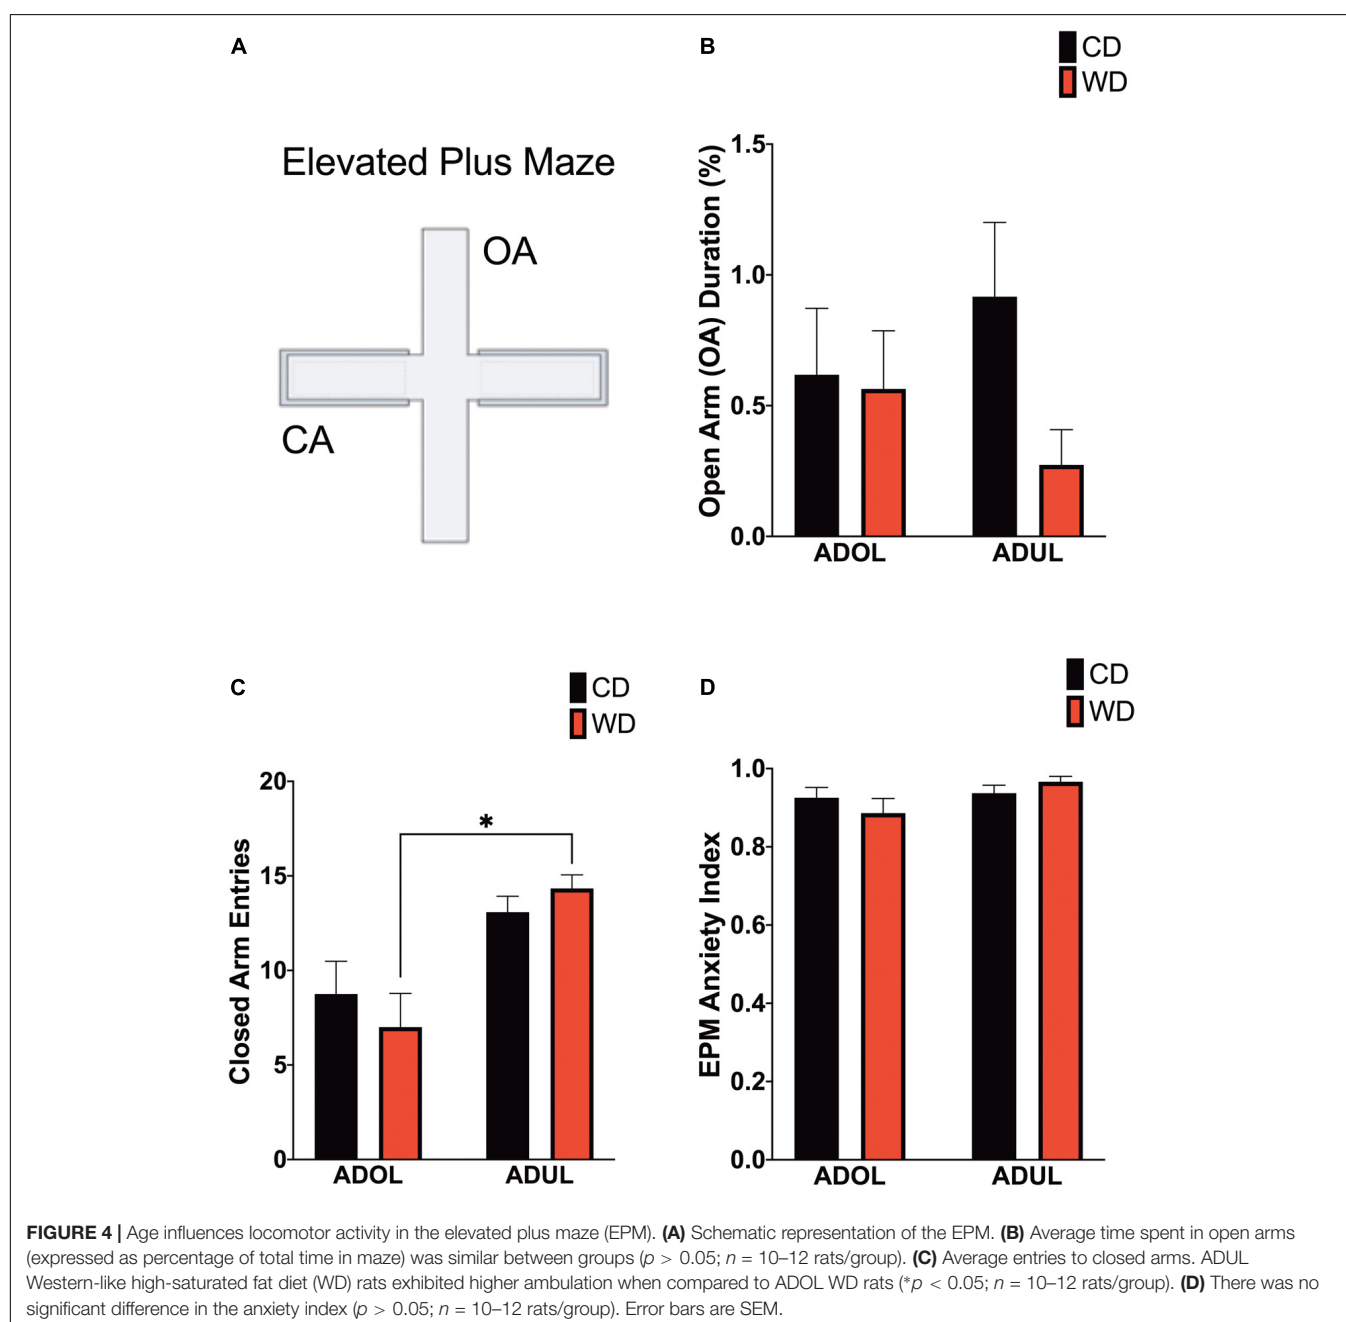 A
Elevated Plus Maze
OA
CA
B
CD
WD
Open Arm (OA) Duration (%)
1.5
1.0
0.5
0.0
ADOL
ADUL
C
CD
WD
Closed Arm Entries
20
15
10
5
0
*
ADOL
ADUL
D
CD
WD
EPM Anxiety Index
1.0
0.8
0.6
0.4
0.2
0.0
ADOL
ADUL
FIGURE 4 | Age influences locomotor activity in the elevated plus maze (EPM). (A) Schematic representation of the EPM. (B) Average time spent in open arms
(expressed as percentage of total time in maze) was similar between groups (p > 0.05; n = 10–12 rats/group). (C) Average entries to closed arms. ADUL
Western-like high-saturated fat diet (WD) rats exhibited higher ambulation when compared to ADOL WD rats (*p < 0.05; n = 10–12 rats/group). (D) There was no
significant difference in the anxiety index (p > 0.05; n = 10–12 rats/group). Error bars are SEM.